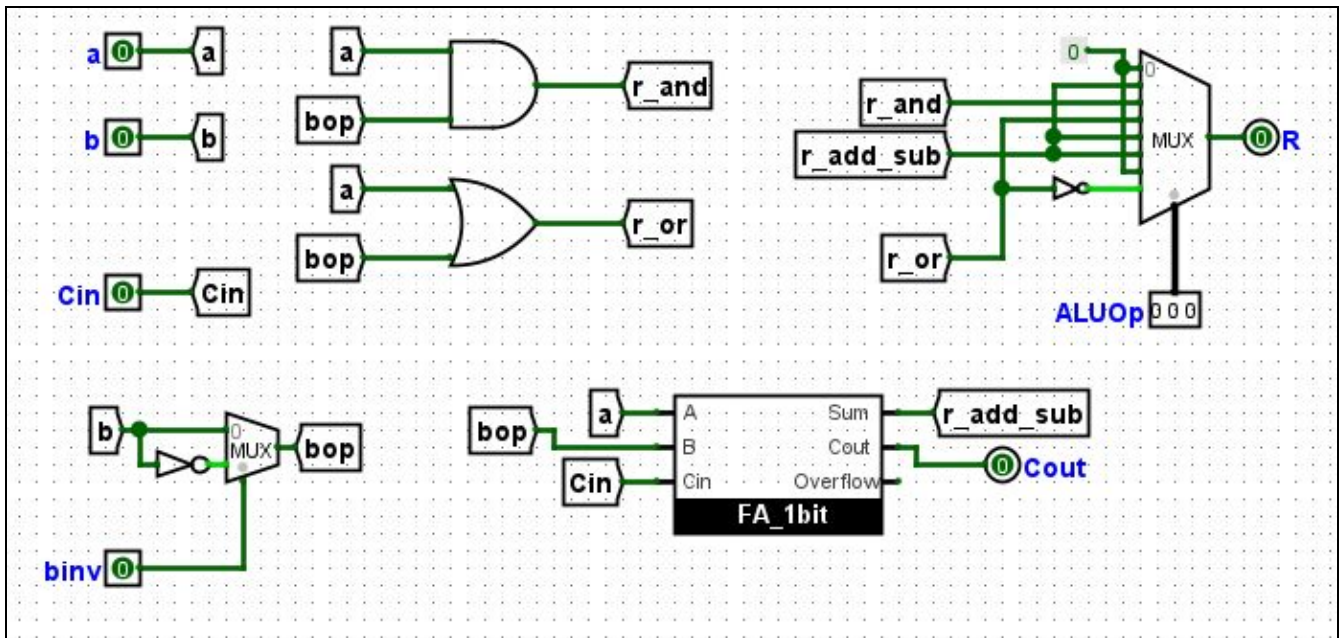 a 0 a
b 0 b
Cin 0 Cin
a
bop
r_and
a
bop
r_or
0
0
r_and
r_add_sub
r_or
MUX
0 R
ALUOp 000
b
0
MUX
bop
binv 0
a
bop
Cin
A Sum
B Cout
Cin Overflow
FA_1bit
r_add_sub
0 Cout